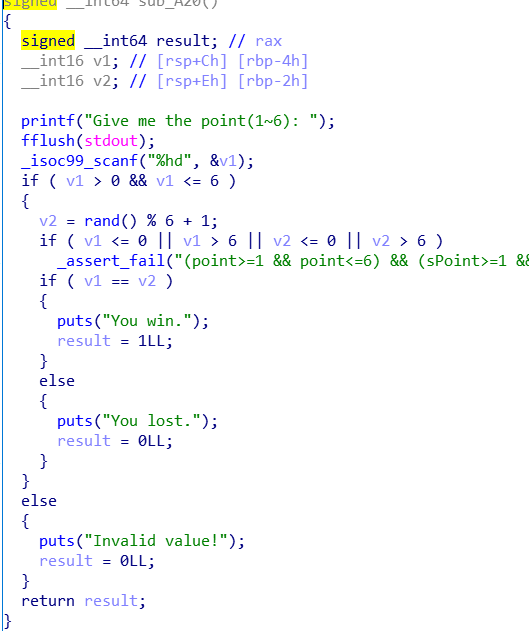 signed __int64 sub_A20()
{
  signed __int64 result; // rax
  __int16 v1; // [rsp+Ch] [rbp-4h]
  __int16 v2; // [rsp+Eh] [rbp-2h]

  printf("Give me the point(1~6): ");
  fflush(stdout);
  _isoc99_scanf("%hd", &v1);
  if ( v1 > 0 && v1 <= 6 )
  {
    v2 = rand() % 6 + 1;
    if ( v1 <= 0 || v1 > 6 || v2 <= 0 || v2 > 6 )
      _assert_fail("(point>=1 && point<=6) && (sPoint>=1 &&
    if ( v1 == v2 )
    {
      puts("You win.");
      result = 1LL;
    }
    else
    {
      puts("You lost.");
      result = 0LL;
    }
  }
  else
  {
    puts("Invalid value!");
    result = 0LL;
  }
  return result;
}